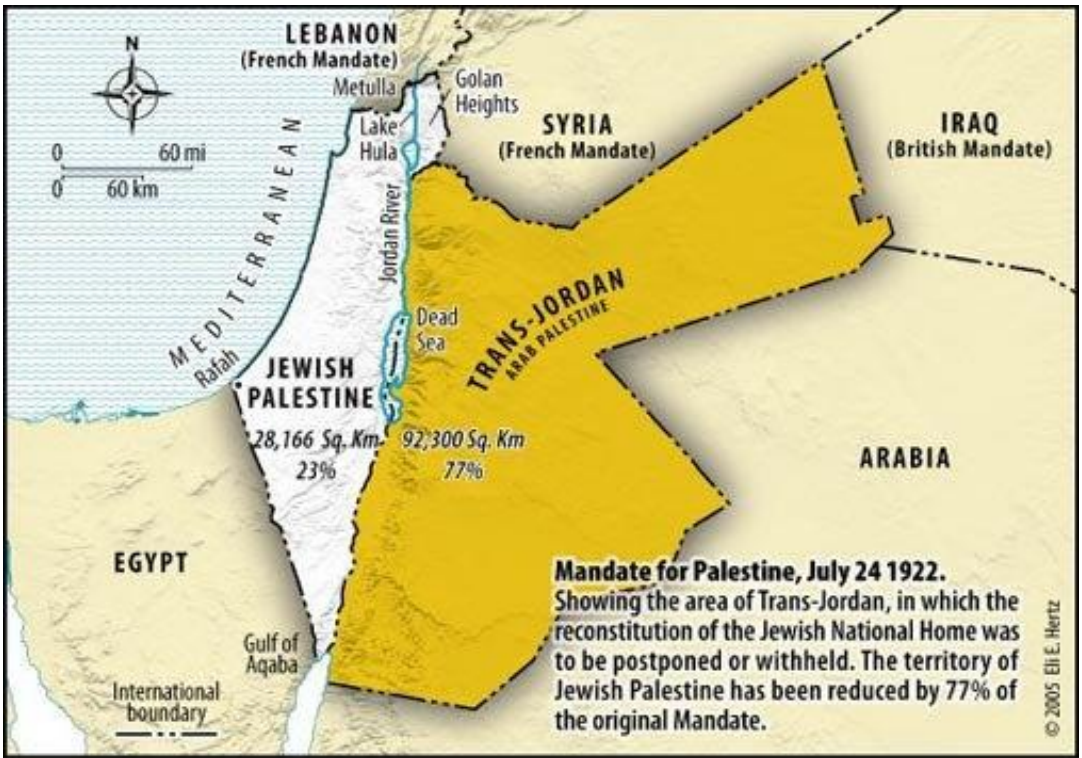 LEBANON
(French Mandate)
Metulla
Golan
Heights
N
0 60 mi
0 60 km
Lake
Hula
SYRIA
(French Mandate)
IRAQ
(British Mandate)
MEDITERRANEAN
Jordan River
Rafah
Dead
Sea
TRANS-JORDAN
ARAB PALESTINE
JEWISH
PALESTINE
28,166 Sq. Km
23%
92,300 Sq. Km
77%
ARABIA
EGYPT
Gulf of
Aqaba
International
boundary
Mandate for Palestine, July 24 1922.
Showing the area of Trans-Jordan, in which the
reconstitution of the Jewish National Home was
to be postponed or withheld. The territory of
Jewish Palestine has been reduced by 77% of
the original Mandate.
© 2005 Eli E. Hertz